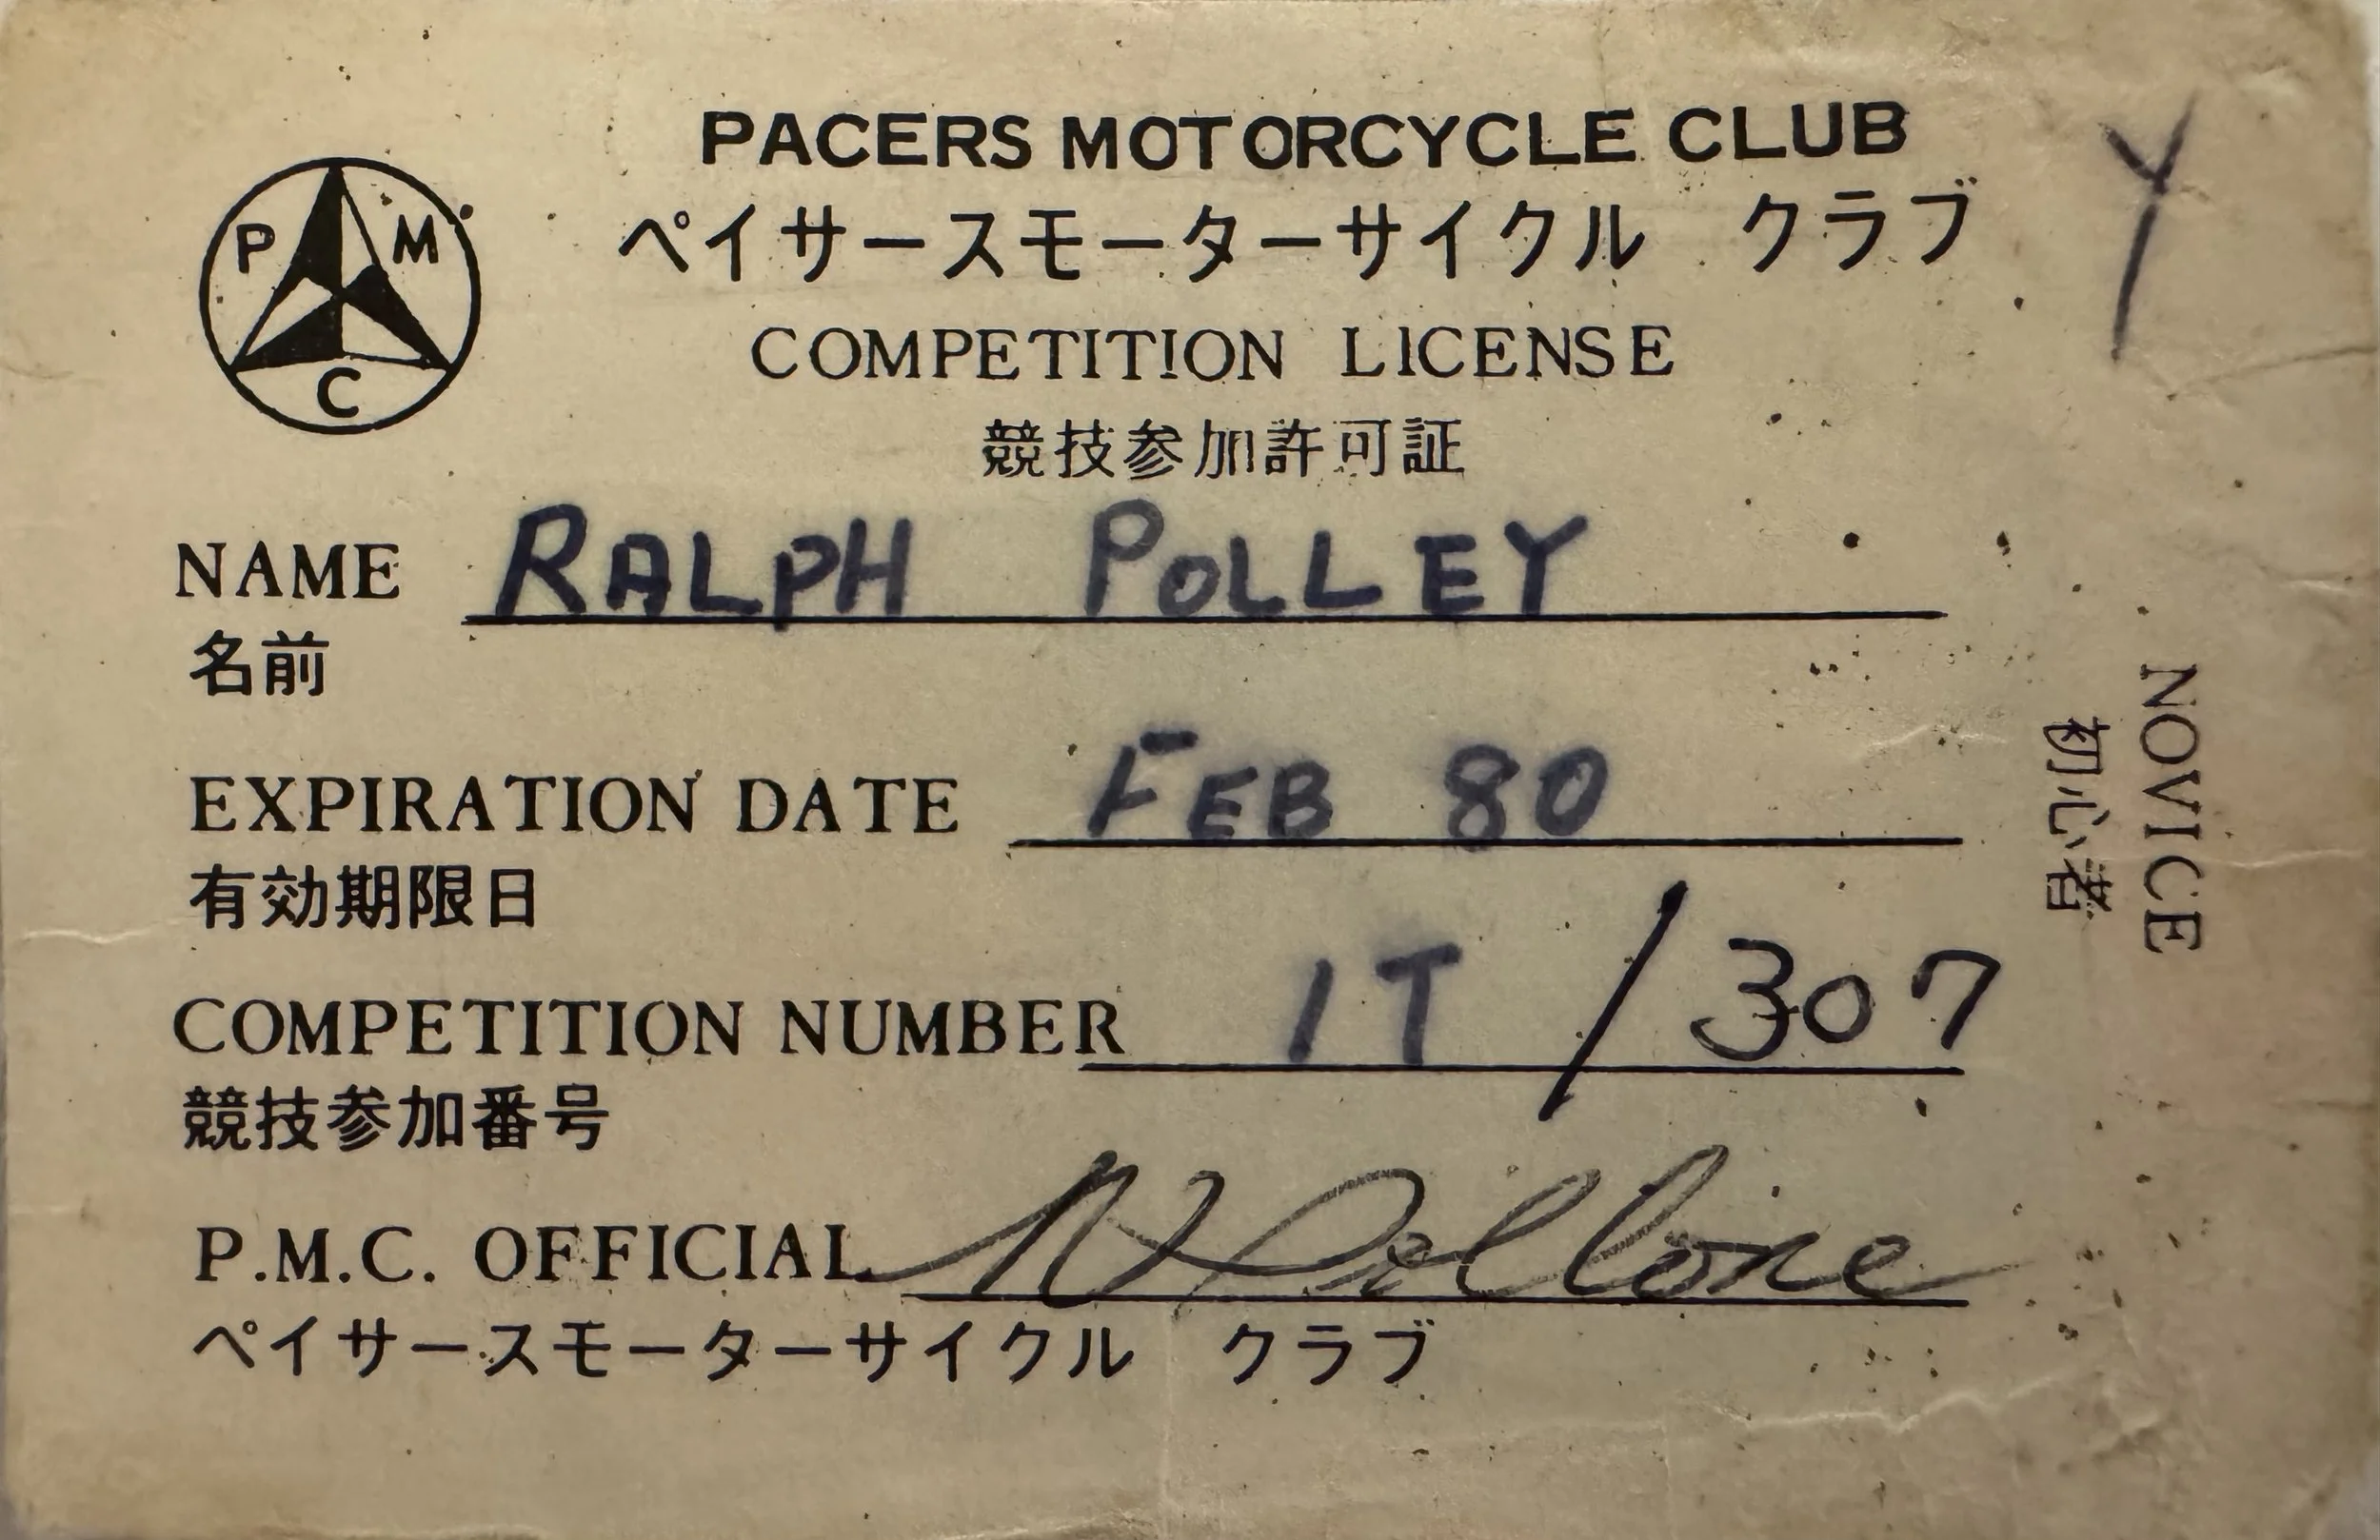 PACERS MOTORCYCLE CLUB
Y
ペイサースモーターサイクル クラブ
P M C
COMPETITION LICENSE
競技参加許可証
NAME RALPH POLLEY
名前
EXPIRATION DATE FEB 80
有効期限日
NOVICE
初心者
COMPETITION NUMBER 1T / 307
競技参加番号
P.M.C. OFFICIAL
ペイサースモーターサイクル クラブ